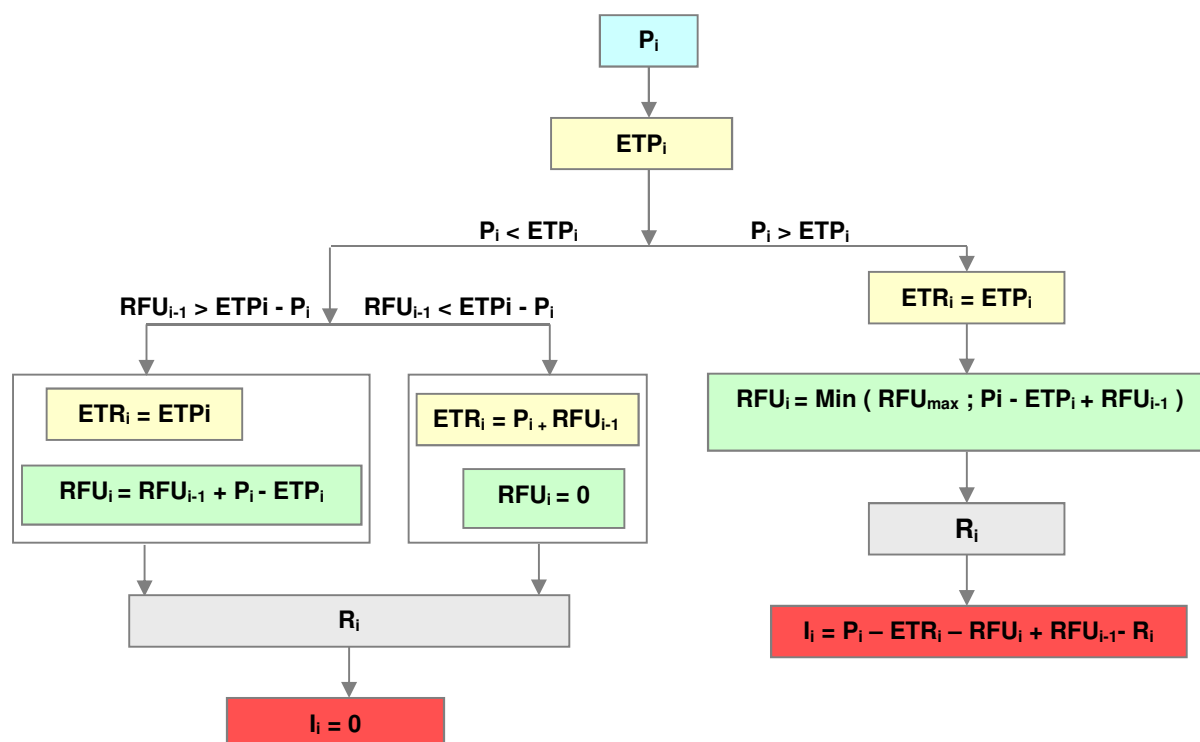 Pᵢ
ETPᵢ
Pᵢ < ETPᵢ
Pᵢ > ETPᵢ
RFUᵢ₋₁ > ETPi - Pᵢ
RFUᵢ₋₁ < ETPi - Pᵢ
ETRᵢ = ETPᵢ
ETRᵢ = ETPi
RFUᵢ = RFUᵢ₋₁ + Pᵢ - ETPᵢ
ETRᵢ = Pᵢ ₊ RFUᵢ₋₁
RFUᵢ = 0
RFUᵢ = Min ( RFUₘₐₓ ; Pi - ETPᵢ + RFUᵢ₋₁ )
Rᵢ
Rᵢ
Iᵢ = Pᵢ – ETRᵢ – RFUᵢ + RFUᵢ₋₁- Rᵢ
Iᵢ = 0